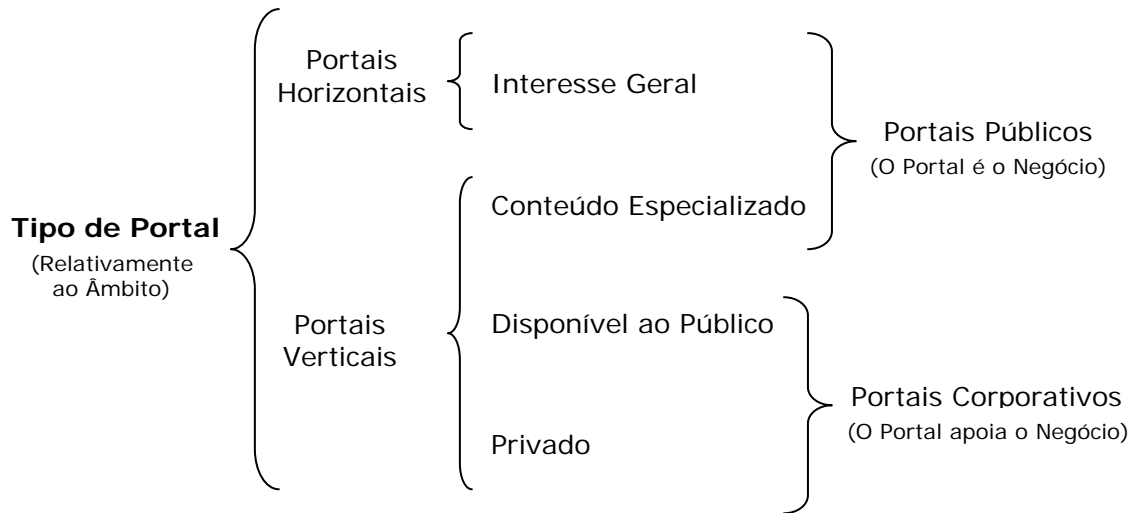 Tipo de Portal
(Relativamente
ao Âmbito)
Portais
Horizontais
Interesse Geral
Portais
Verticais
Conteúdo Especializado
Disponível ao Público
Privado
Portais Públicos
(O Portal é o Negócio)
Portais Corporativos
(O Portal apoia o Negócio)